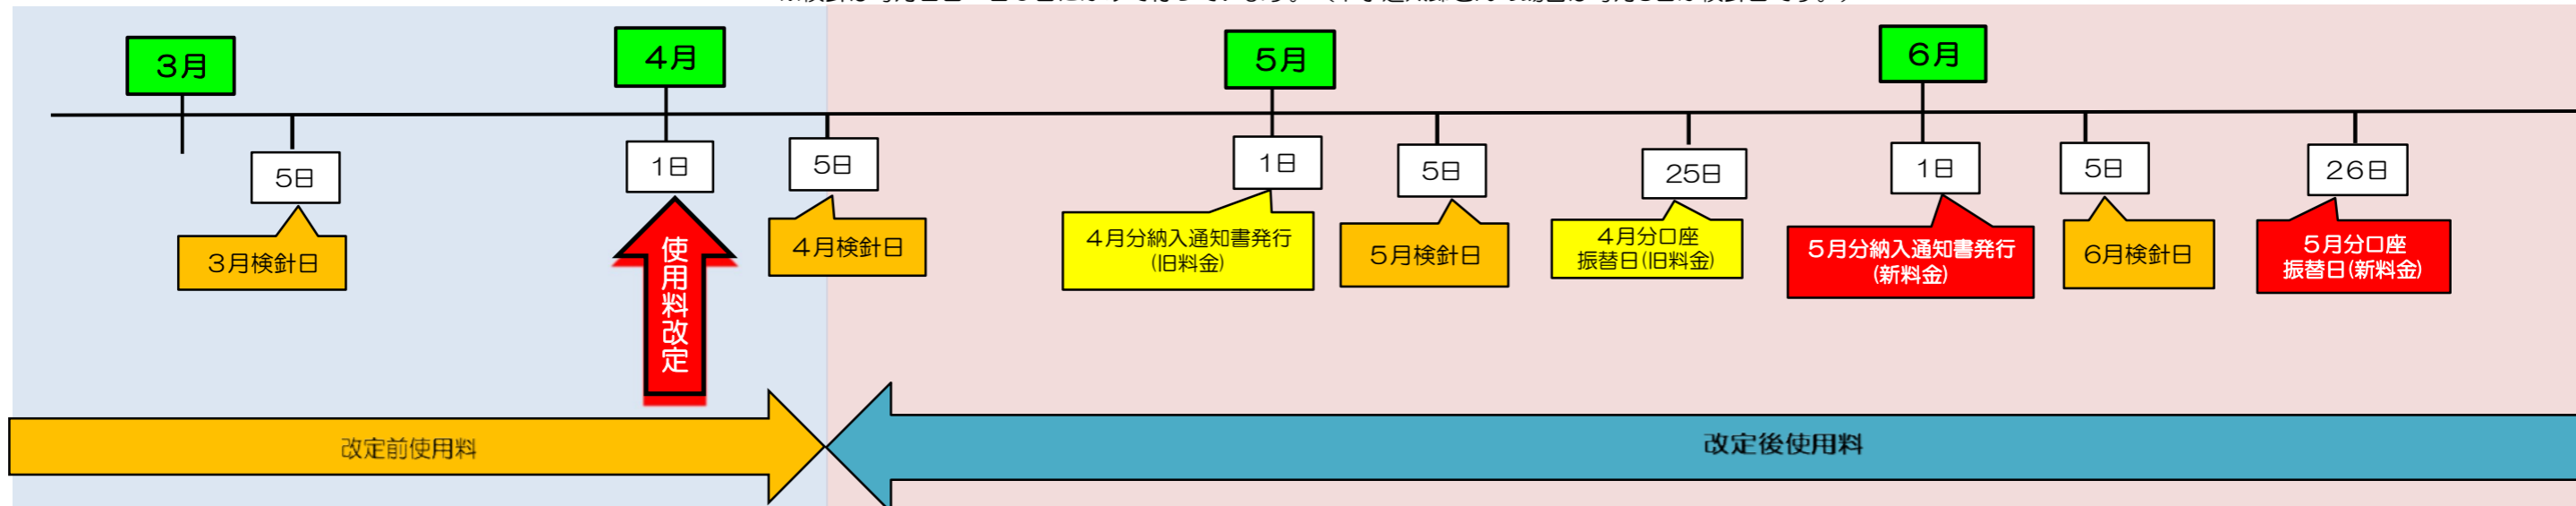 3月
4月
5月
6月
5日
1日
5日
1日
5日
25日
1日
5日
26日
3月検針日
使用料改定
4月検針日
4月分納入通知書発行
(旧料金)
5月検針日
4月分口座
振替日(旧料金)
5月分納入通知書発行
(新料金)
6月検針日
5月分口座
振替日(新料金)
改定前使用料
改定後使用料